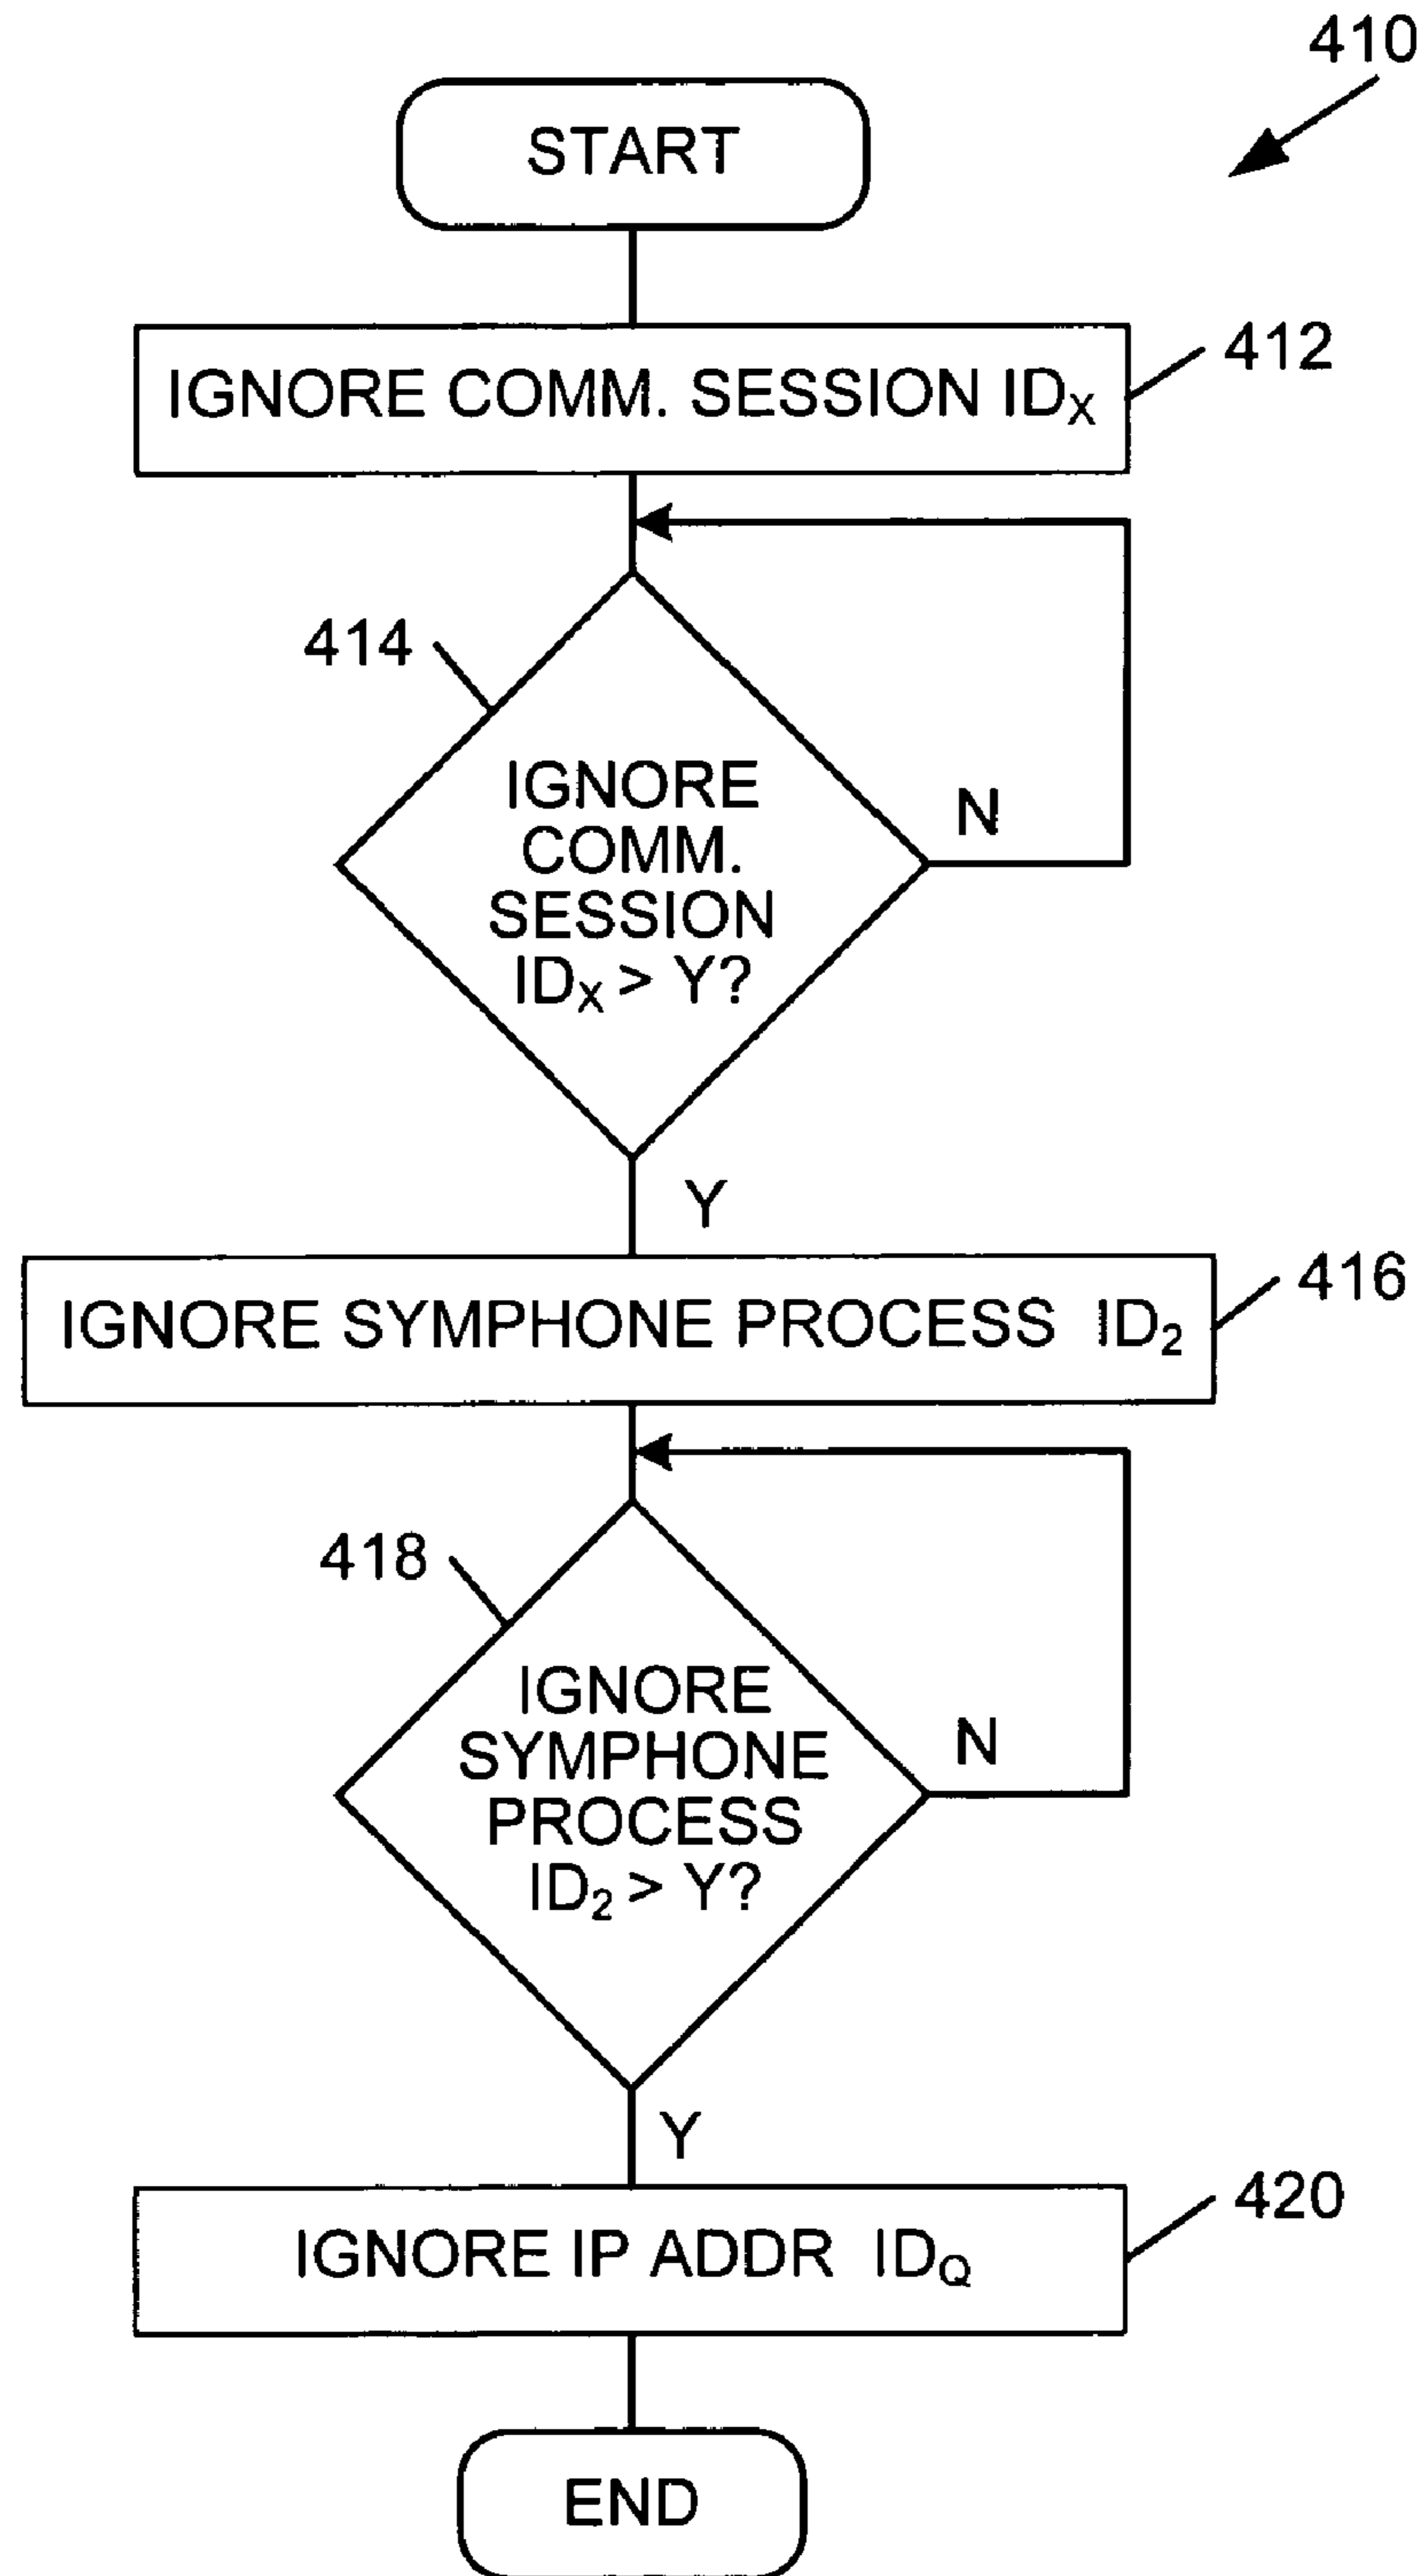 410
START
IGNORE COMM. SESSION IDX
412
414
IGNORE
COMM.
SESSION
IDX > Y?
N
Y
IGNORE SYMPHONE PROCESS ID2
416
418
IGNORE
SYMPHONE
PROCESS
ID2 > Y?
N
Y
IGNORE IP ADDR IDQ
420
END